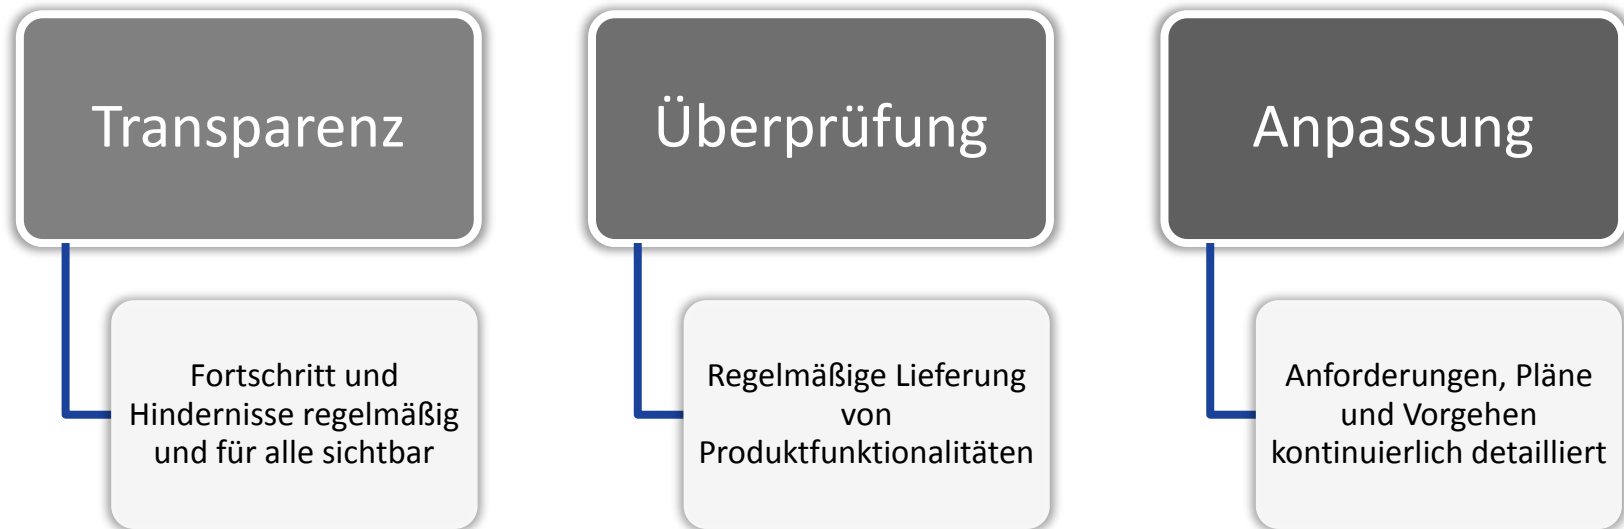 Transparenz
Fortschritt und
Hindernisse regelmäßig
und für alle sichtbar
Überprüfung
Regelmäßige Lieferung
von
Produktfunktionalitäten
Anpassung
Anforderungen, Pläne
und Vorgehen
kontinuierlich detailliert